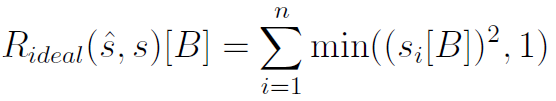 R_{ideal}(\hat{s}, s)[B] = \sum_{i=1}^{n} \min((s_i[B])^2, 1)